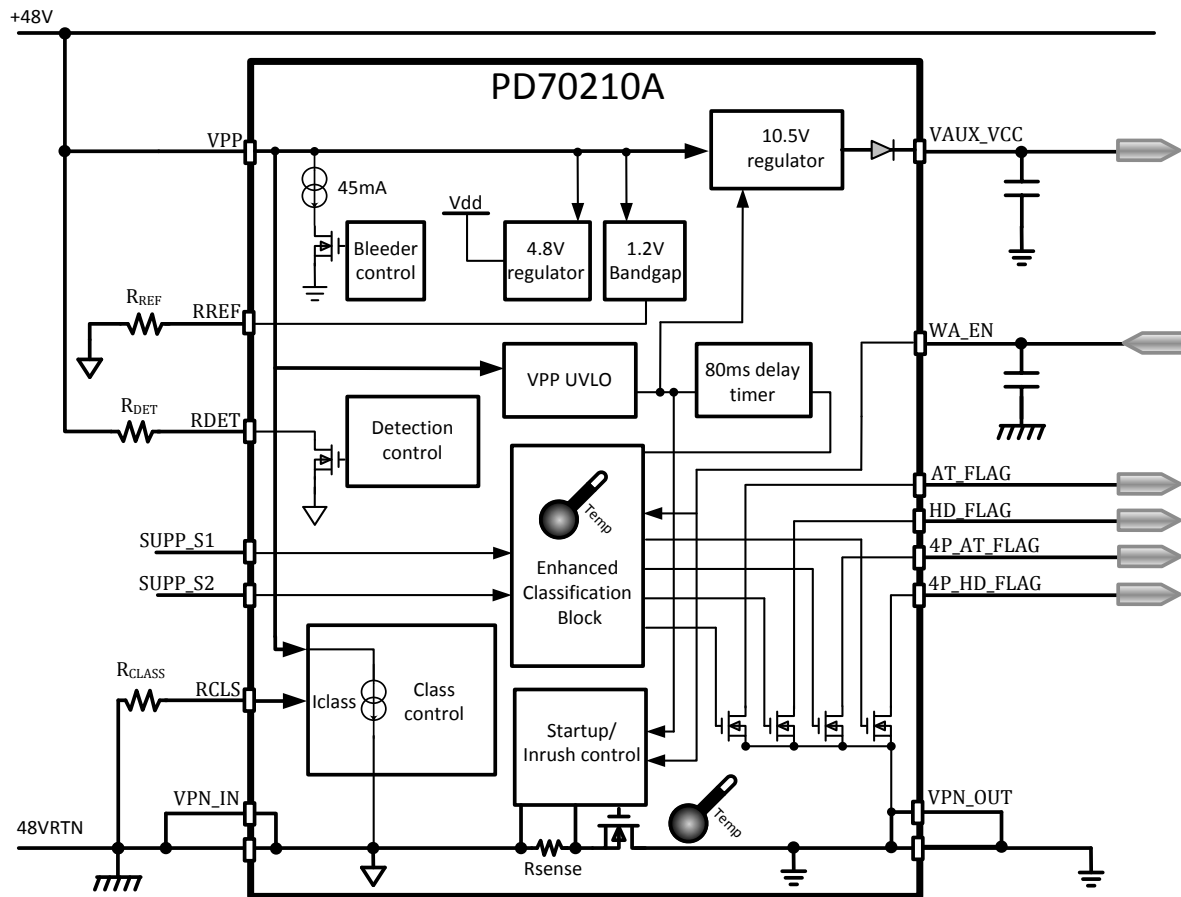 +48V
PD70210A
VPP
10.5V
regulator
VAUX_VCC
45mA
Vdd
Bleeder
control
4.8V
regulator
1.2V
Bandgap
RREF
RREF
WA_EN
VPP UVLO
80ms delay
timer
RDET
RDET
Detection
control
Temp
AT_FLAG
HD_FLAG
SUPP_S1
4P_AT_FLAG
SUPP_S2
4P_HD_FLAG
Enhanced
Classification
Block
RCLASS
RCLS
Iclass
Class
control
Startup/
Inrush control
Temp
VPN_IN
VPN_OUT
48VRTN
Rsense